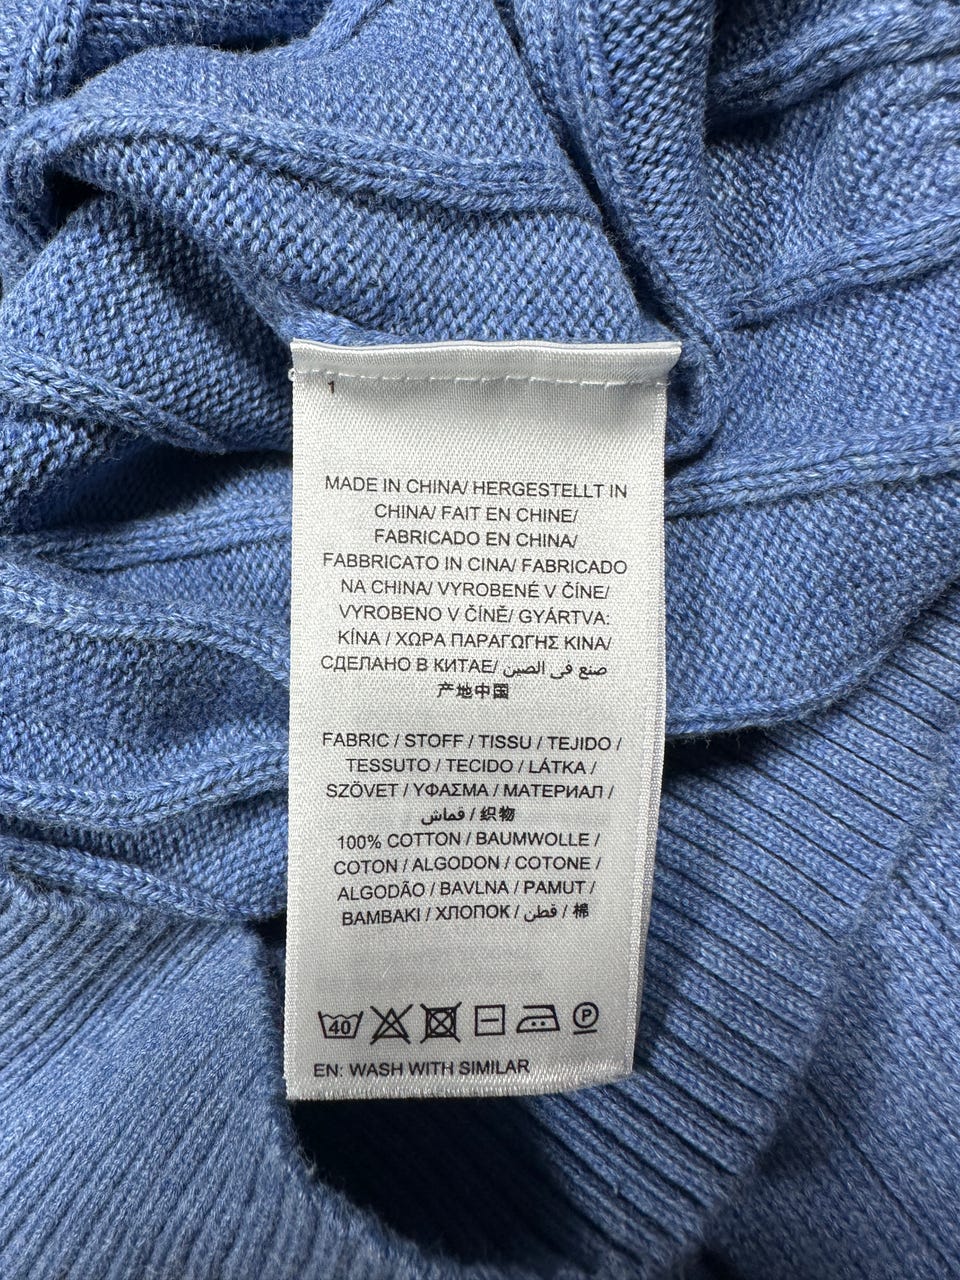 1
MADE IN CHINA/ HERGESTELLT IN
CHINA/ FAIT EN CHINE/
FABRICADO EN CHINA/
FABBRICATO IN CINA/ FABRICADO
NA CHINA/ VYROBENÉ V ČÍNE/
VYROBENO V ČÍNĚ/ GYÁRTVA:
KÍNA / ΧΩΡΑ ΠΑΡΑΓΩΓΗΣ ΚΙΝΑ/
СДЕЛАНО В КИТАЕ/ صنع فى الصين
产地中国
FABRIC / STOFF / TISSU / TEJIDO /
TESSUTO / TECIDO / LÁTKA /
SZÖVET / ΥΦΑΣΜΑ / МАТЕРИАЛ /
قماش / 织物
100% COTTON / BAUMWOLLE /
COTON / ALGODON / COTONE /
ALGODÃO / BAVLNA / PAMUT /
ΒΑΜΒΑΚΙ / ХЛОПОК / قطن / 棉
40 P
EN: WASH WITH SIMILAR